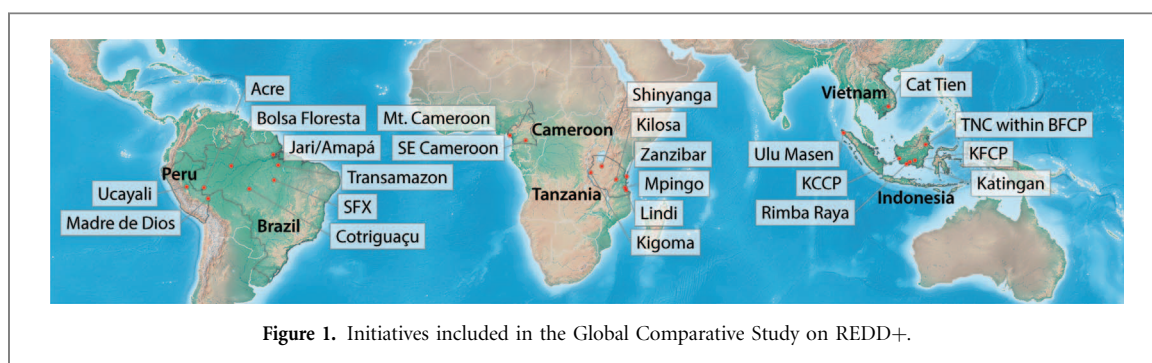 Acre
Bolsa Floresta
Jari/Amapá
Peru
Transamazon
Ucayali
SFX
Madre de Dios
Brazil
Cotriguaçu
Mt. Cameroon
Cameroon
SE Cameroon
Tanzania
Shinyanga
Kilosa
Zanzibar
Mpingo
Lindi
Kigoma
Vietnam
Cat Tien
TNC within BFCP
Ulu Masen
KFCP
KCCP
Katingan
Rimba Raya
Indonesia
Figure 1. Initiatives included in the Global Comparative Study on REDD+.